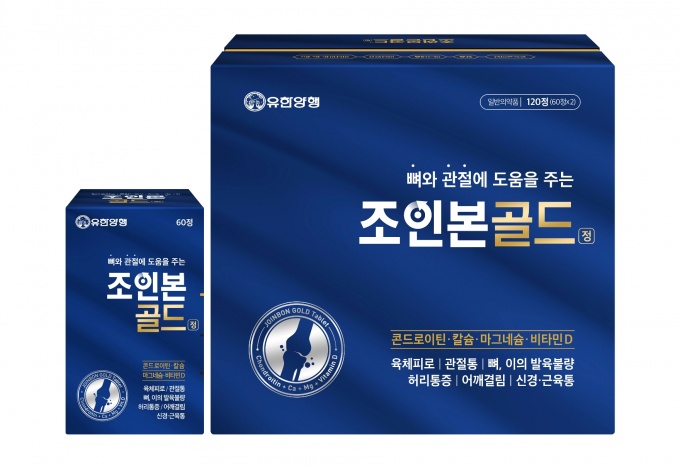 유한양행
60정
뼈와 관절에 도움을 주는
조인본
골드 정
콘드로이틴·칼슘
마그네슘·비타민D
육체피로 / 관절통
뼈, 이의 발육불량
허리통증 / 어깨결림
신경·근육통
유한양행
일반의약품 | 120정 (60정x2)
뼈와 관절에 도움을 주는
조인본골드 정
JOINBON GOLD Tablet
Chondroitin + Ca + Mg + Vitamin D
콘드로이틴·칼슘·마그네슘·비타민D
육체피로 | 관절통 | 뼈, 이의 발육불량
허리통증 | 어깨결림 | 신경·근육통